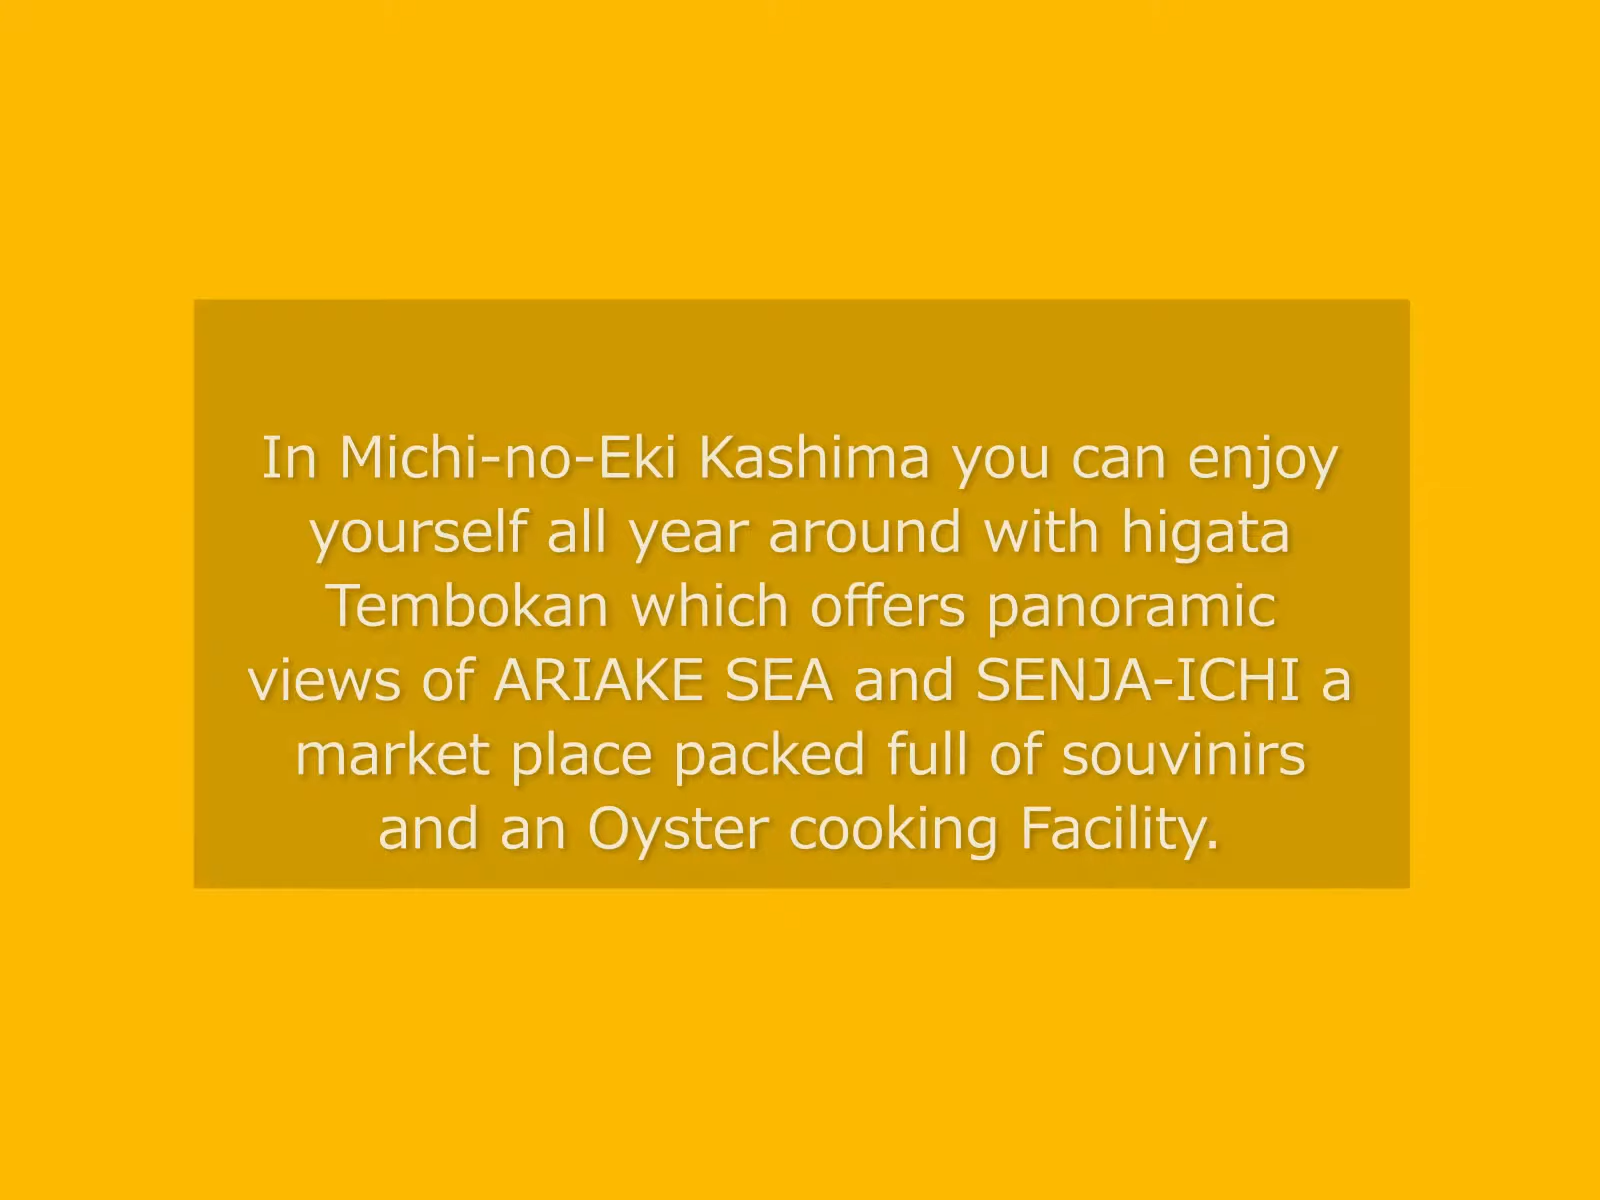 In Michi-no-Eki Kashima you can enjoy
yourself all year around with higata
Tembokan which offers panoramic
views of ARIAKE SEA and SENJA-ICHI a
market place packed full of souvinirs
and an Oyster cooking Facility.